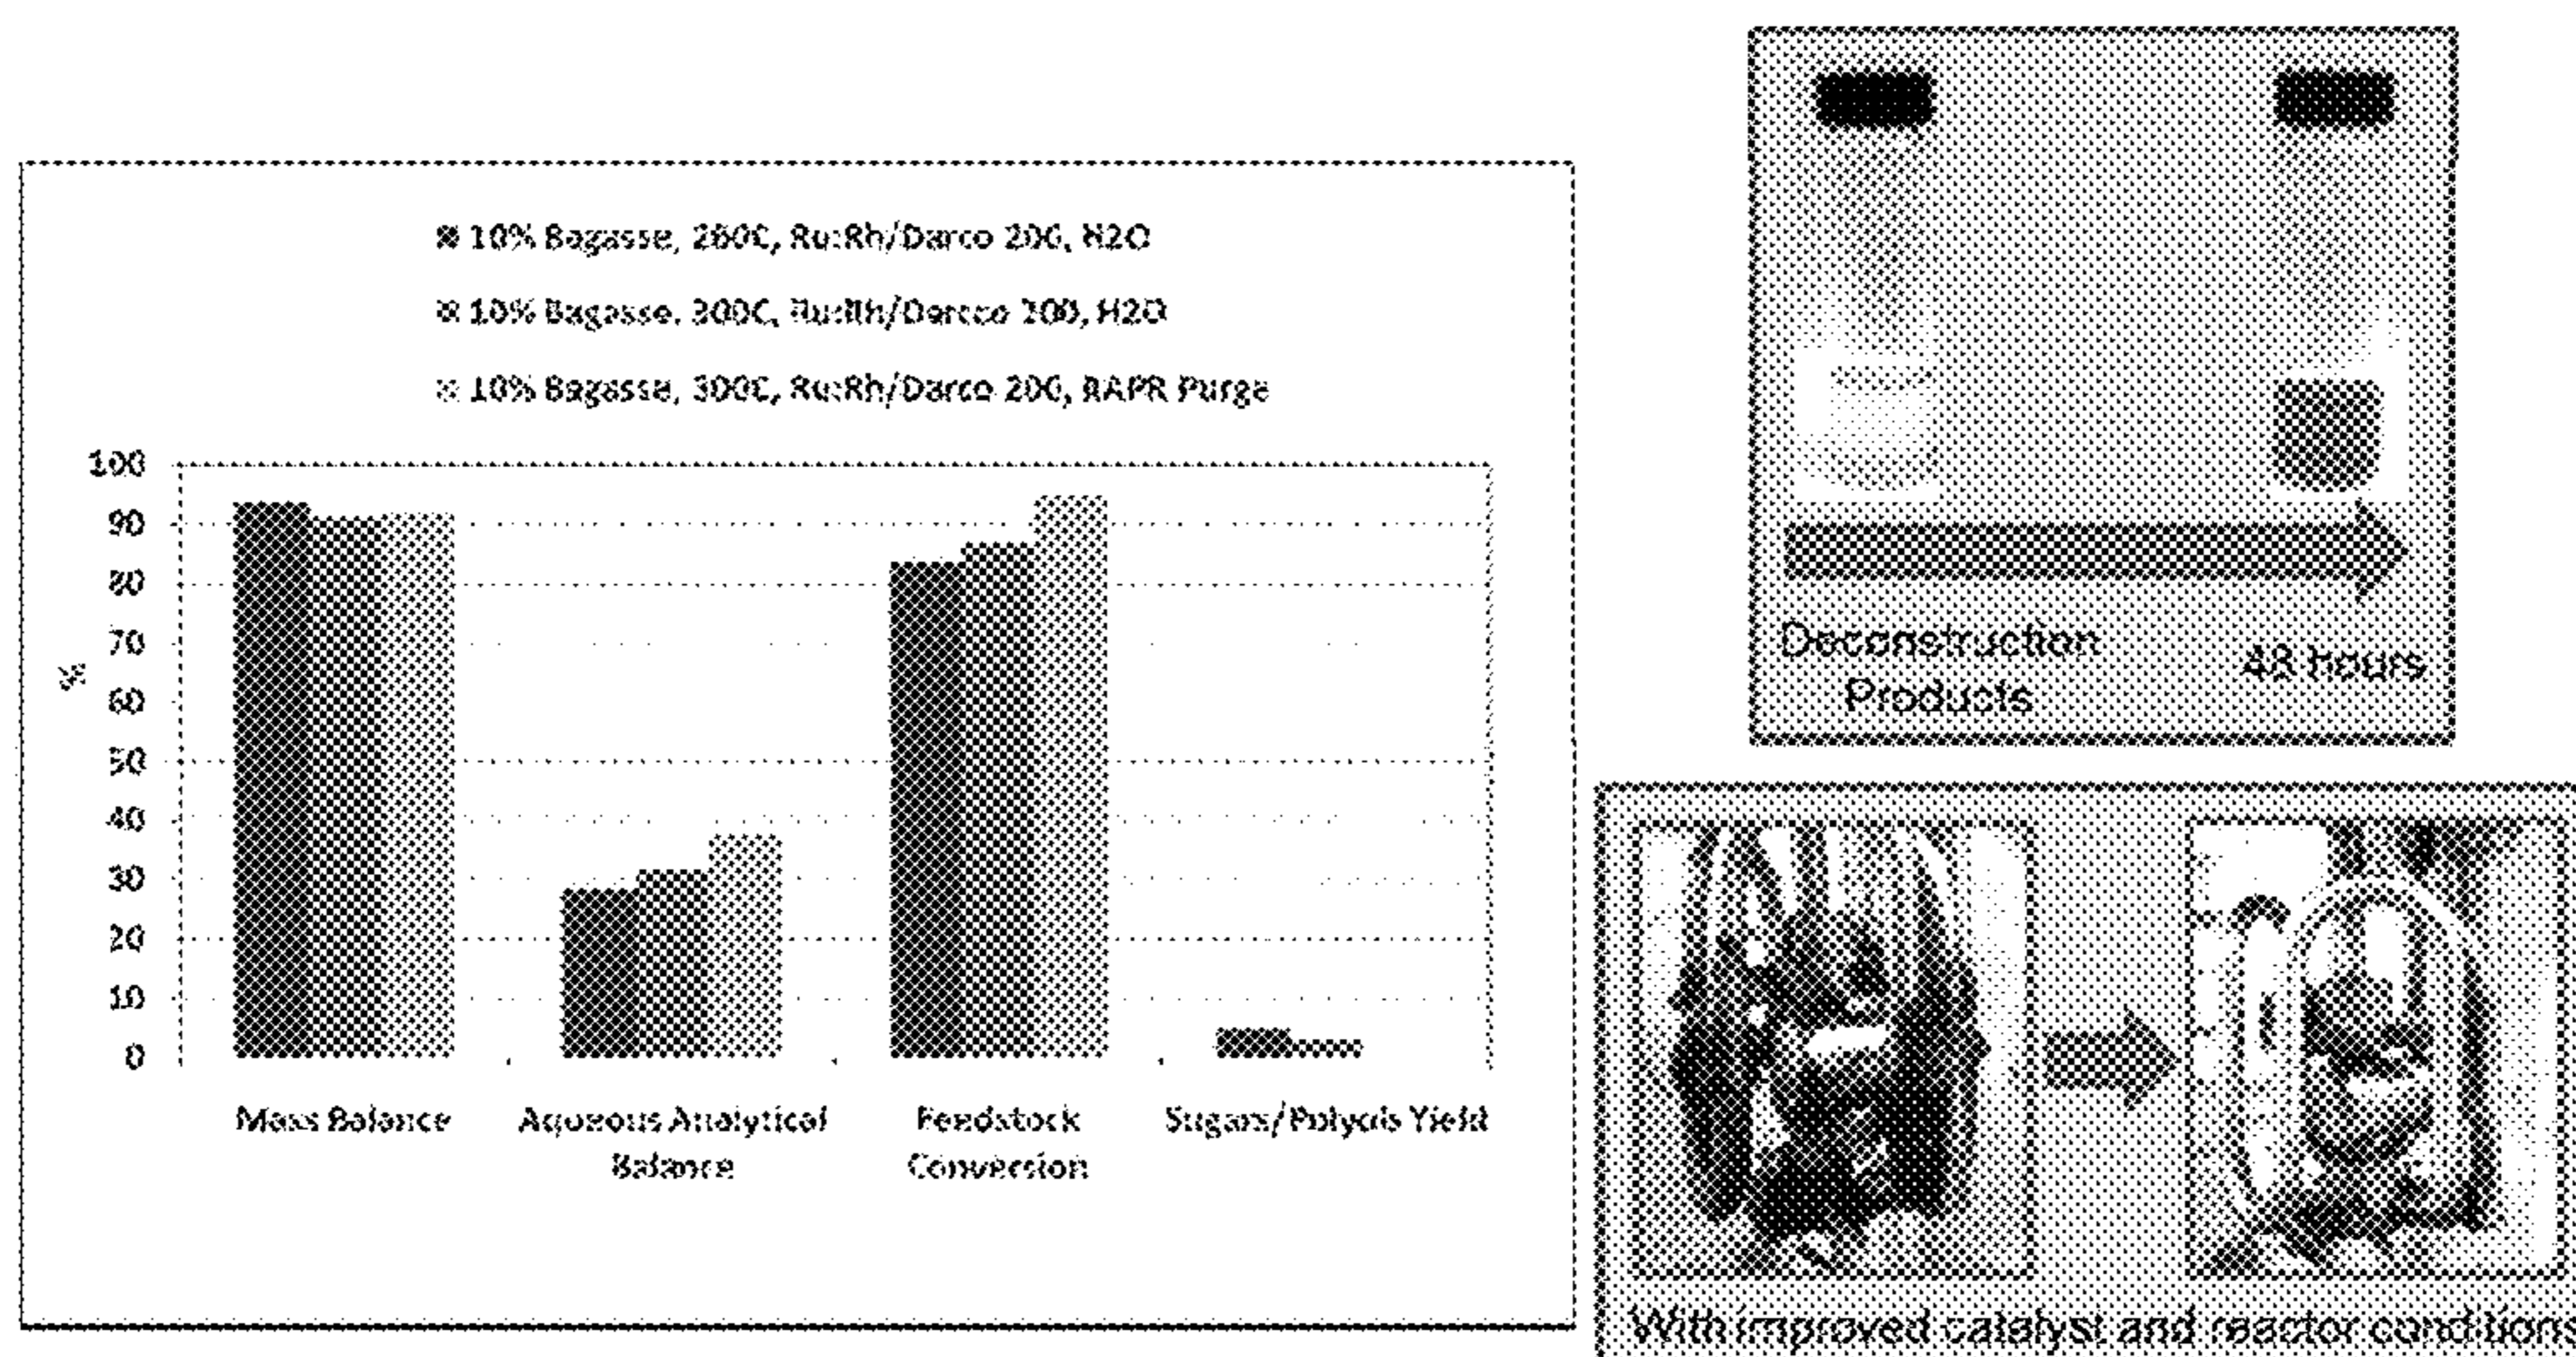 10% Bagasse, 260C, Ru:Rh/Darco 200, H2O
10% Bagasse, 300C, Ru:Rh/Darcco 200, H2O
10% Bagasse, 300C, Ru:Rh/Darco 200, RAPR Purge
100
90
80
70
60
50
40
30
20
10
0
%
Mass Balance
Aqueous Analytical
Balance
Feedstock
Conversion
Sugars/Polyols Yield
Deconstruction
Products
48 hours
With improved catalyst and reactor conditions